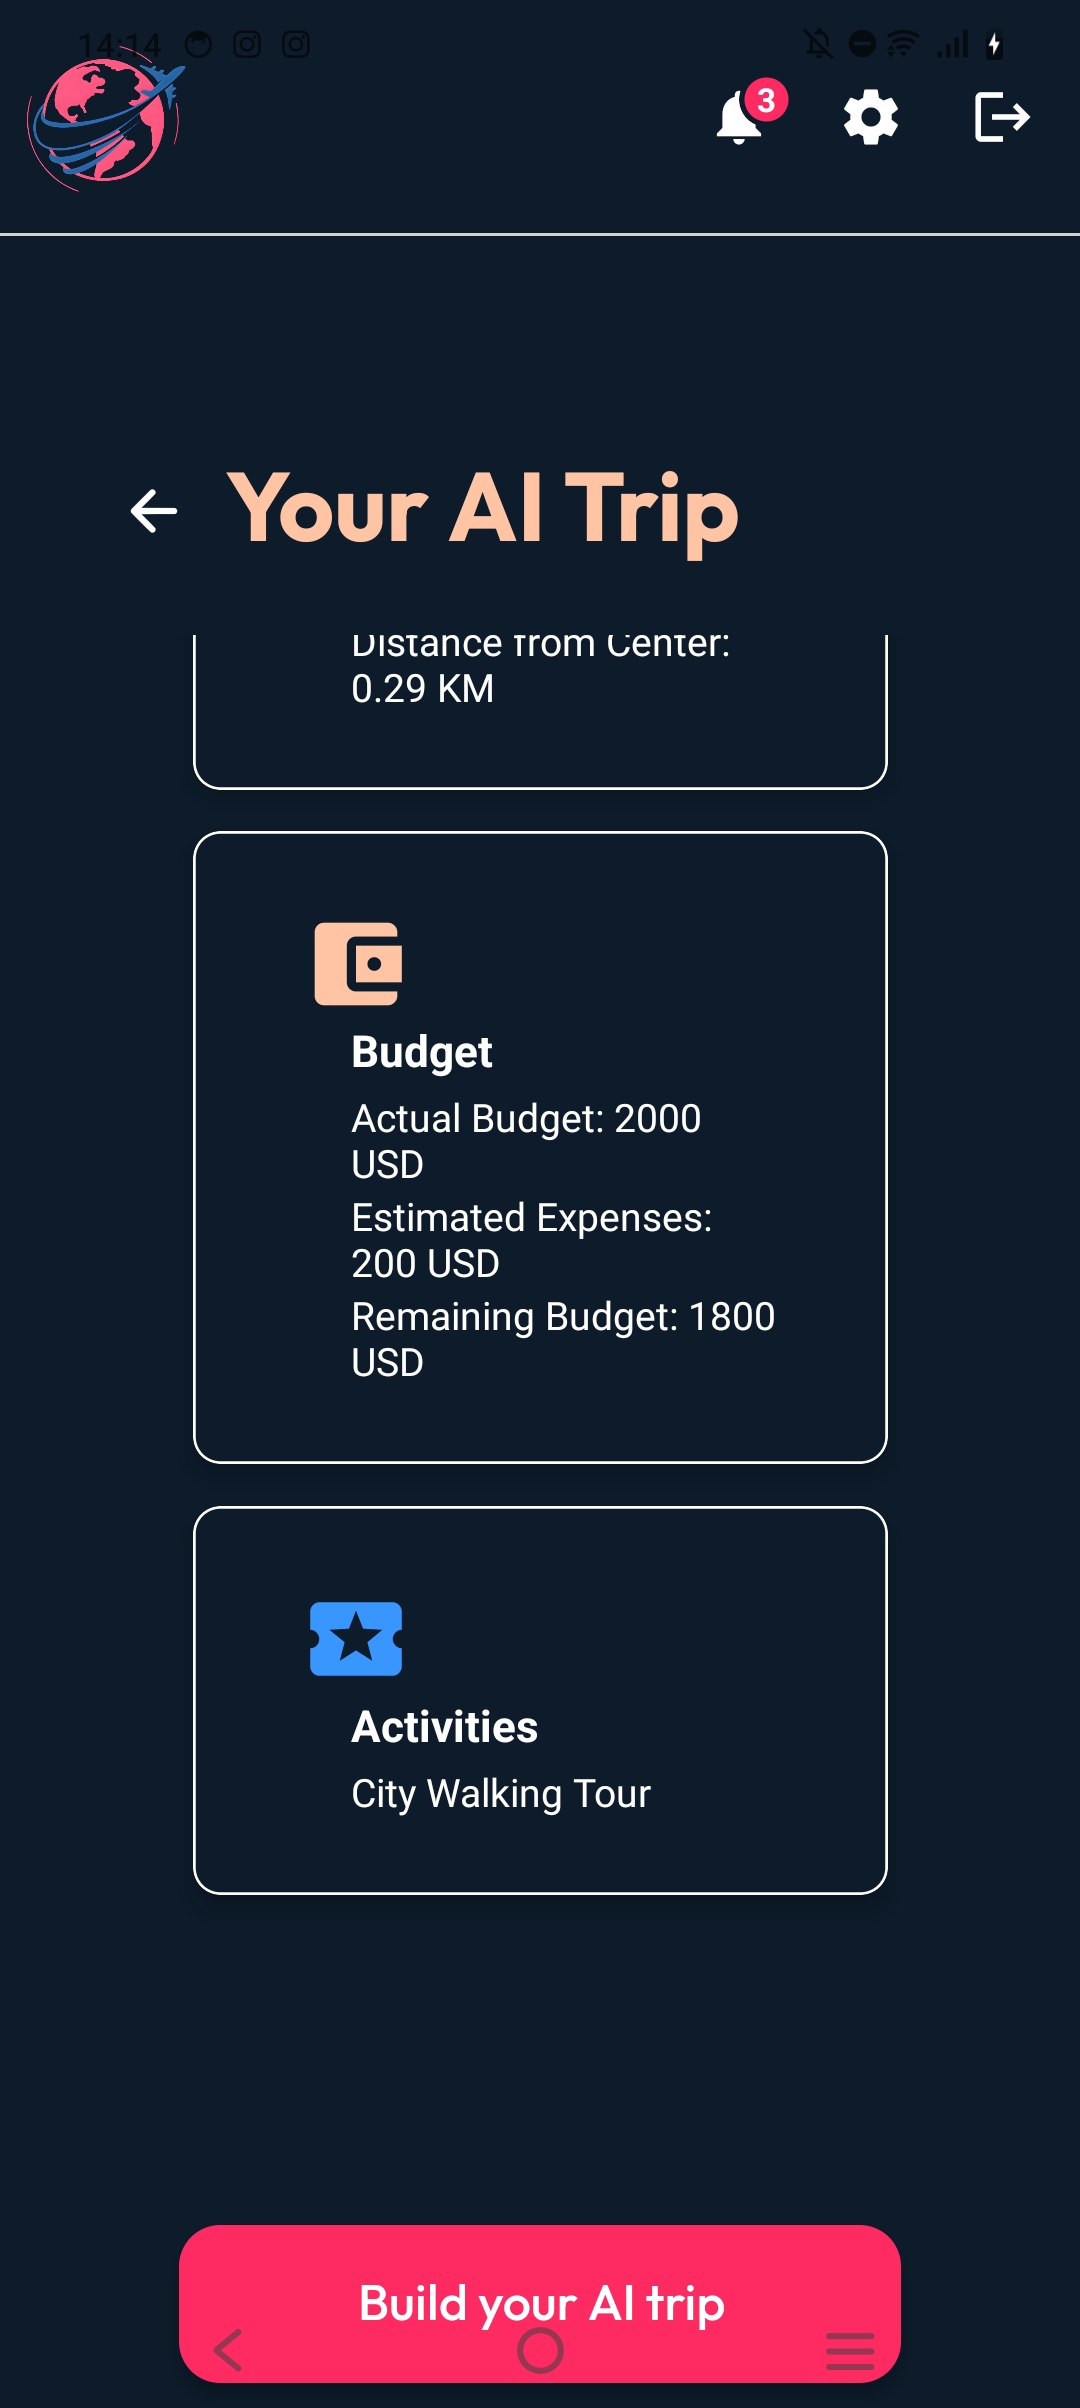 14:14
3
Your AI Trip
Distance from Center:
0.29 KM
Budget
Actual Budget: 2000
USD
Estimated Expenses:
200 USD
Remaining Budget: 1800
USD
Activities
City Walking Tour
Build your AI trip